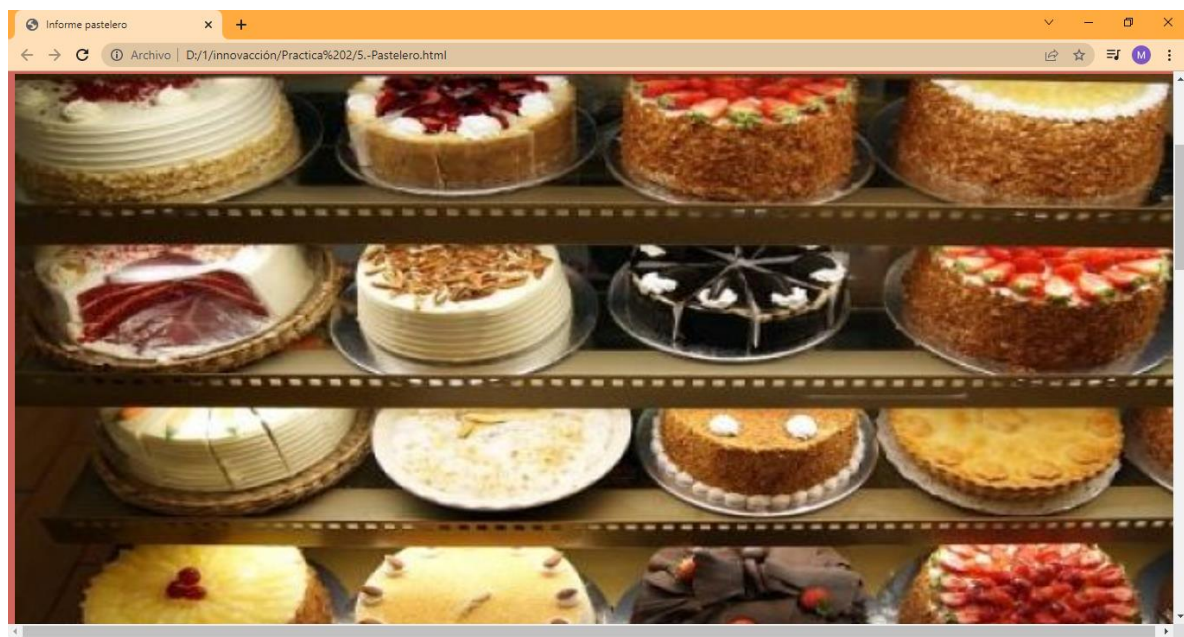 Informe pastelero
Archivo | D:/1/innovacción/Practica%202/5.-Pastelero.html
M